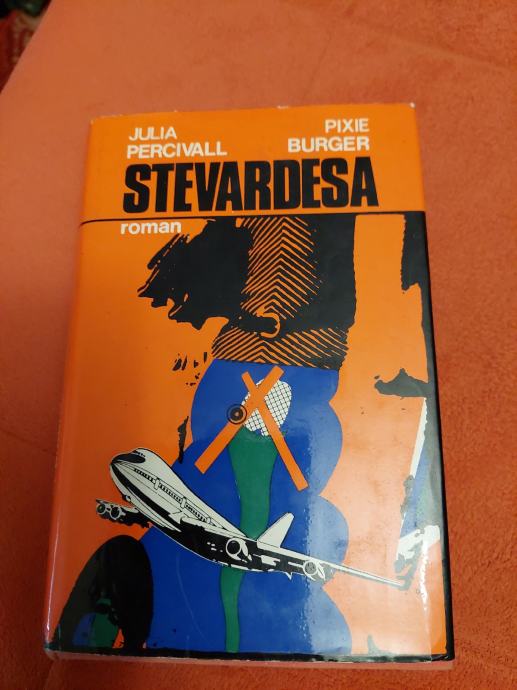 JULIA PIXIE
PERCIVALL BURGER
STEVARDESA
roman